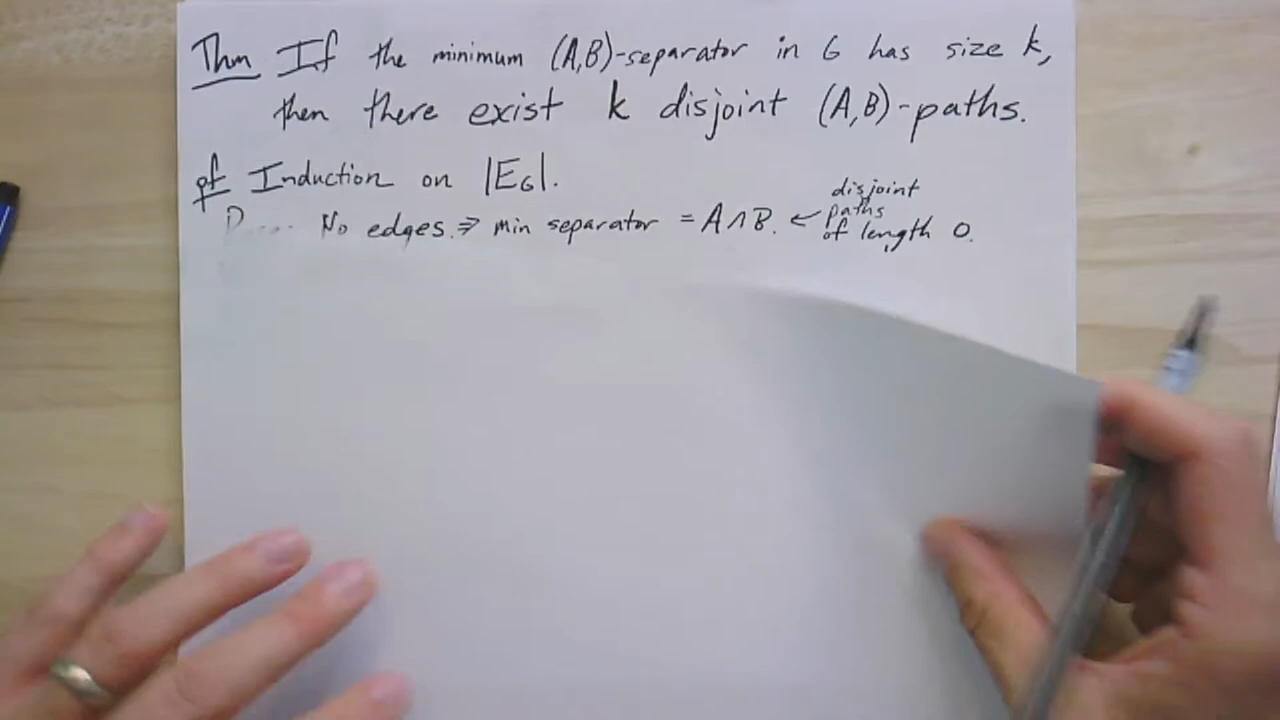 Thm If the minimum (A,B)-separator in G has size k,
then there exist k disjoint (A,B)-paths.
pf Induction on |E_G|.
No edges. ⇒ min separator = A∩B. ← disjoint
paths
of length 0.